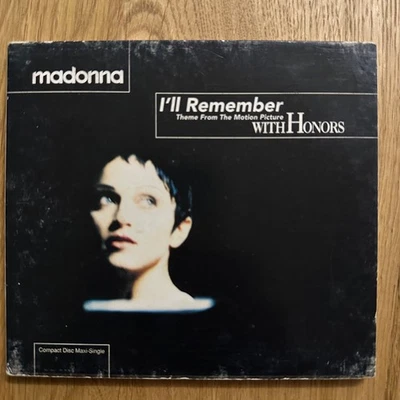 madonna
I'll Remember
Theme From The Motion Picture
WITH HONORS
Compact Disc Maxi-Single